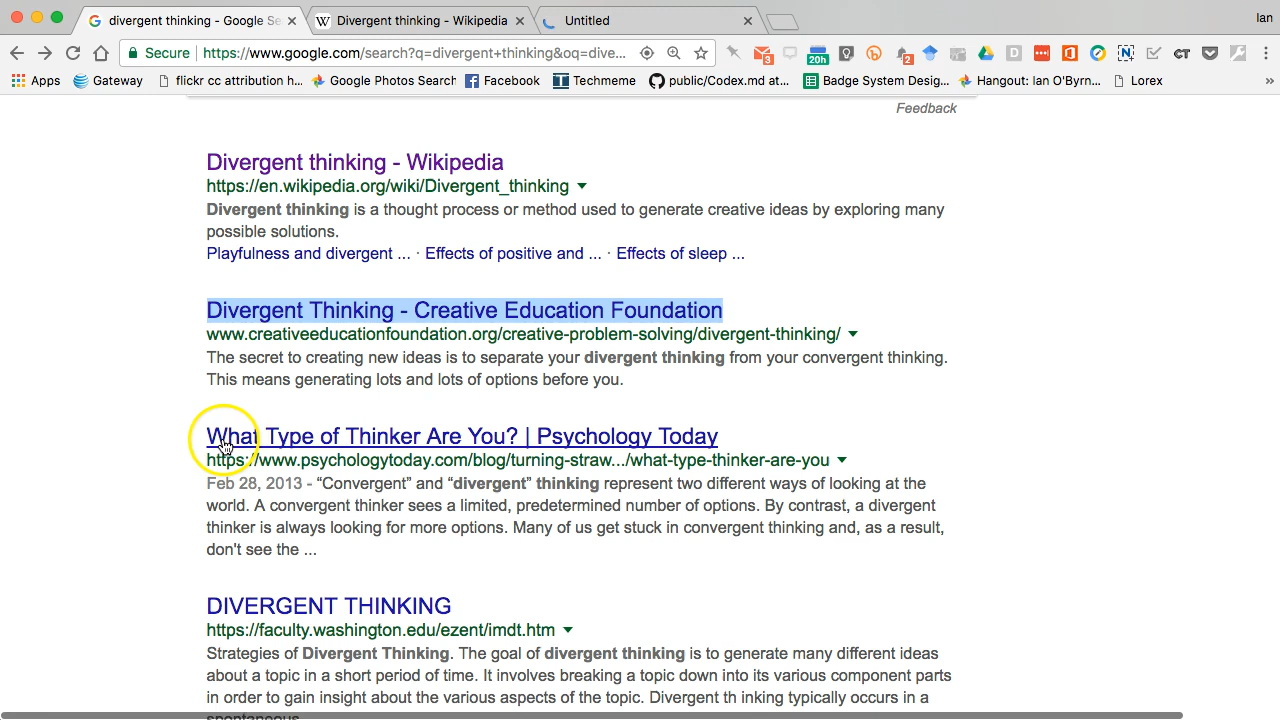 divergent thinking - Google Se
Divergent thinking - Wikipedia
Untitled
Ian
Secure
https://www.google.com/search?q=divergent+thinking&oq=dive...
3
20h
2
D
N
CT
Apps
Gateway
flickr cc attribution h...
Google Photos Search
Facebook
Techmeme
public/Codex.md at...
Badge System Desig...
Hangout: Ian O'Byrn...
Lorex
»
Feedback
Divergent thinking - Wikipedia
https://en.wikipedia.org/wiki/Divergent_thinking
Divergent thinking is a thought process or method used to generate creative ideas by exploring many
possible solutions.
Playfulness and divergent ... · Effects of positive and ... · Effects of sleep ...
Divergent Thinking - Creative Education Foundation
www.creativeeducationfoundation.org/creative-problem-solving/divergent-thinking/
The secret to creating new ideas is to separate your divergent thinking from your convergent thinking.
This means generating lots and lots of options before you.
What Type of Thinker Are You? | Psychology Today
https://www.psychologytoday.com/blog/turning-straw.../what-type-thinker-are-you
Feb 28, 2013 - “Convergent” and “divergent” thinking represent two different ways of looking at the
world. A convergent thinker sees a limited, predetermined number of options. By contrast, a divergent
thinker is always looking for more options. Many of us get stuck in convergent thinking and, as a result,
don't see the ...
DIVERGENT THINKING
https://faculty.washington.edu/ezent/imdt.htm
Strategies of Divergent Thinking. The goal of divergent thinking is to generate many different ideas
about a topic in a short period of time. It involves breaking a topic down into its various component parts
in order to gain insight about the various aspects of the topic. Divergent th inking typically occurs in a
spontaneous